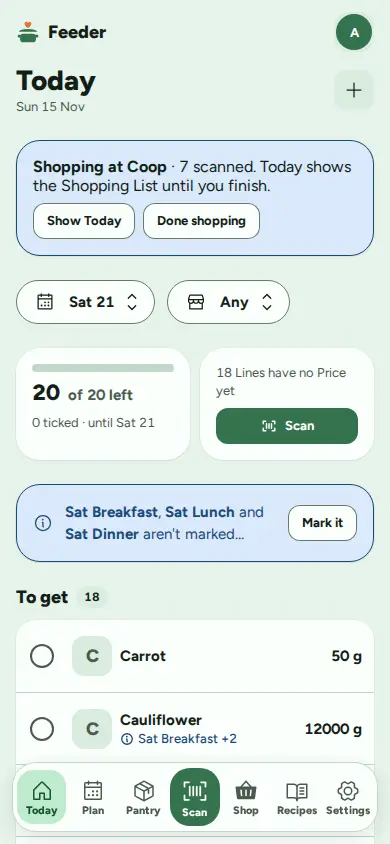 Feeder
A
Today
Sun 15 Nov
Shopping at Coop · 7 scanned. Today shows
the Shopping List until you finish.
Show Today
Done shopping
Sat 21
Any
20 of 20 left
0 ticked · until Sat 21
18 Lines have no Price
yet
Scan
Sat Breakfast, Sat Lunch and
Sat Dinner aren't marked...
Mark it
To get 18
C Carrot 50 g
C Cauliflower 12000 g
Sat Breakfast +2
Today Plan Pantry Scan Shop Recipes Settings